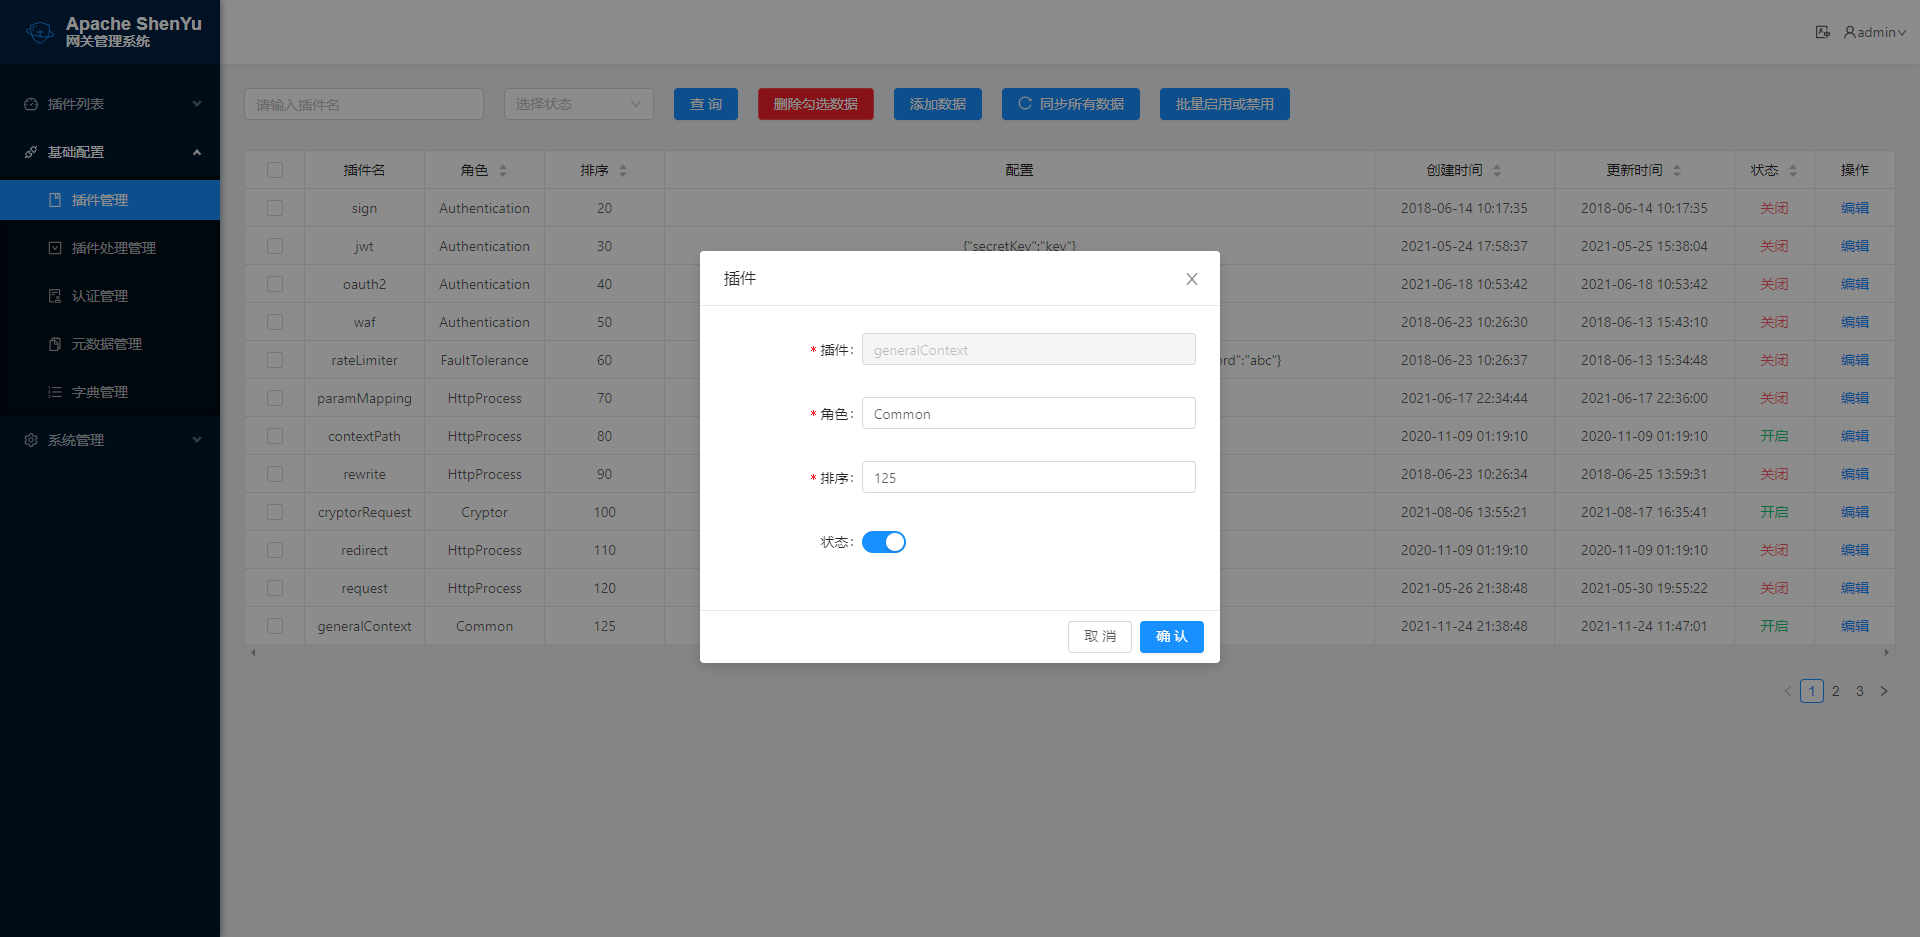 Apache ShenYu
网关管理系统
admin
插件列表
基础配置
插件管理
插件处理管理
认证管理
元数据管理
字典管理
系统管理
请输入插件名 选择状态 查 询 删除勾选数据 添加数据 同步所有数据 批量启用或禁用
插件名 角色 排序 配置 创建时间 更新时间 状态 操作
sign Authentication 20 2018-06-14 10:17:35 2018-06-14 10:17:35 关闭 编辑
jwt Authentication 30 {"secretKey":"key"} 2021-05-24 17:58:37 2021-05-25 15:38:04 关闭 编辑
oauth2 Authentication 40 2021-06-18 10:53:42 2021-06-18 10:53:42 关闭 编辑
waf Authentication 50 2018-06-23 10:26:30 2018-06-13 15:43:10 关闭 编辑
rateLimiter FaultTolerance 60 ord":"abc"} 2018-06-23 10:26:37 2018-06-13 15:34:48 关闭 编辑
paramMapping HttpProcess 70 2021-06-17 22:34:44 2021-06-17 22:36:00 关闭 编辑
contextPath HttpProcess 80 2020-11-09 01:19:10 2020-11-09 01:19:10 开启 编辑
rewrite HttpProcess 90 2018-06-23 10:26:34 2018-06-25 13:59:31 关闭 编辑
cryptorRequest Cryptor 100 2021-08-06 13:55:21 2021-08-17 16:35:41 开启 编辑
redirect HttpProcess 110 2020-11-09 01:19:10 2020-11-09 01:19:10 关闭 编辑
request HttpProcess 120 2021-05-26 21:38:48 2021-05-30 19:55:22 关闭 编辑
generalContext Common 125 2021-11-24 21:38:48 2021-11-24 11:47:01 开启 编辑
1 2 3
插件
* 插件: generalContext
* 角色: Common
* 排序: 125
状态:
取 消 确 认